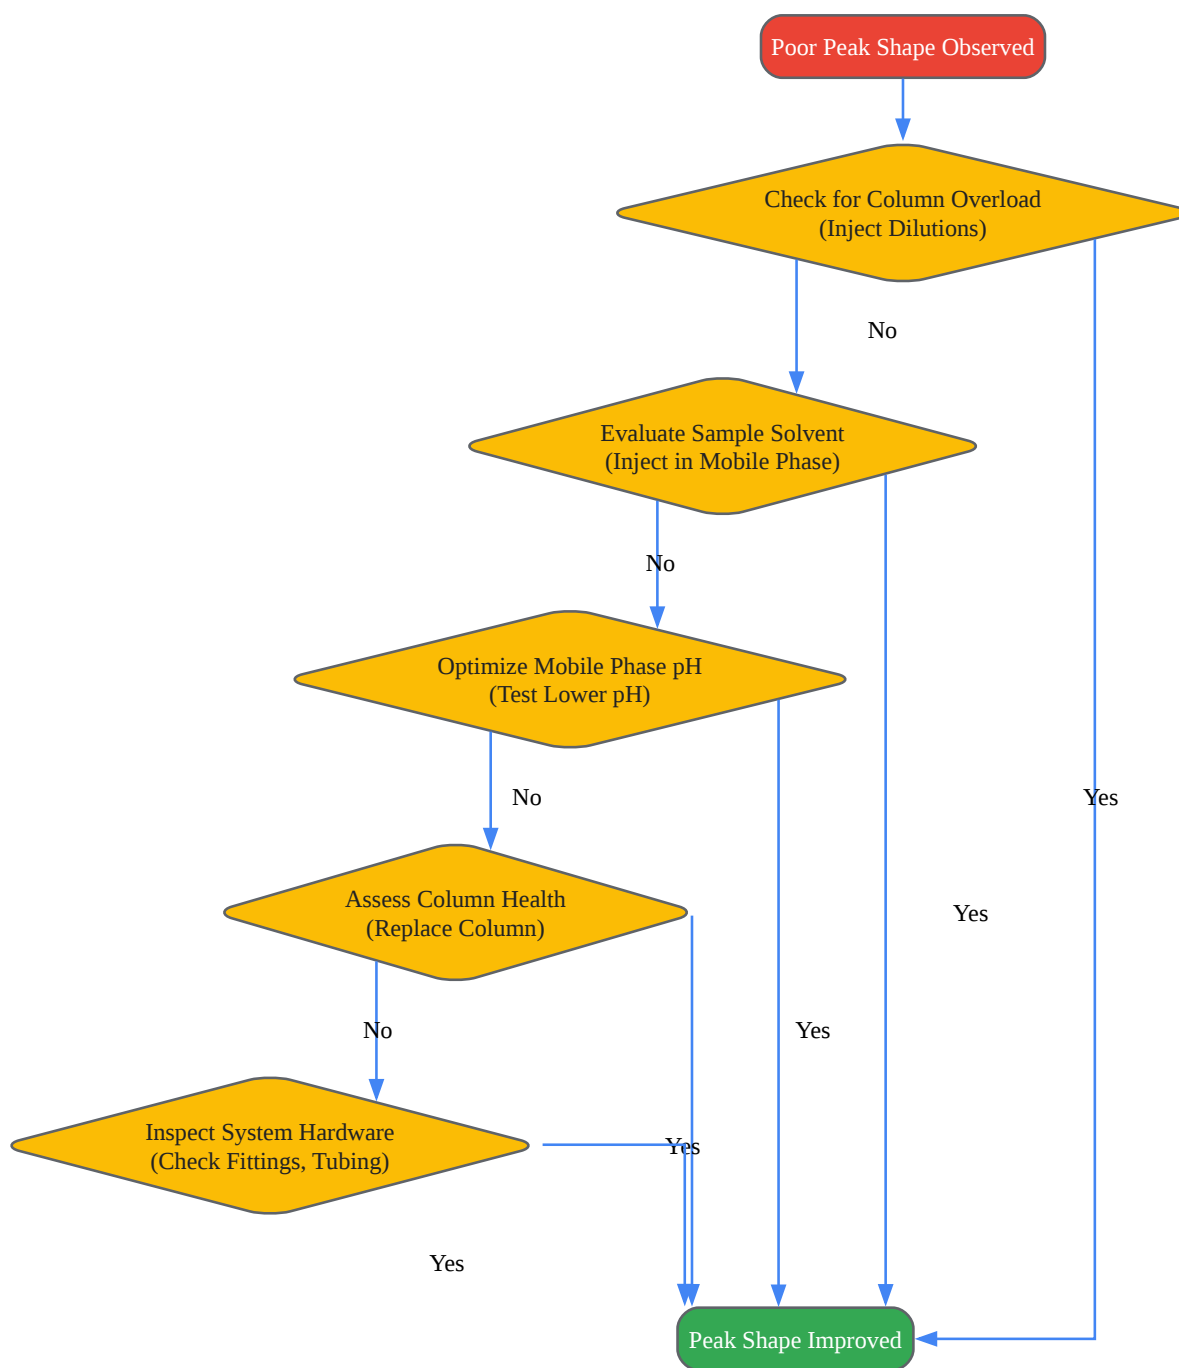 Poor Peak Shape Observed
Check for Column Overload
(Inject Dilutions)
No
Evaluate Sample Solvent
(Inject in Mobile Phase)
No
Optimize Mobile Phase pH
(Test Lower pH)
No
Yes
Assess Column Health
(Replace Column)
Yes
No
Yes
Inspect System Hardware
(Check Fittings, Tubing)
Yes
Yes
Peak Shape Improved